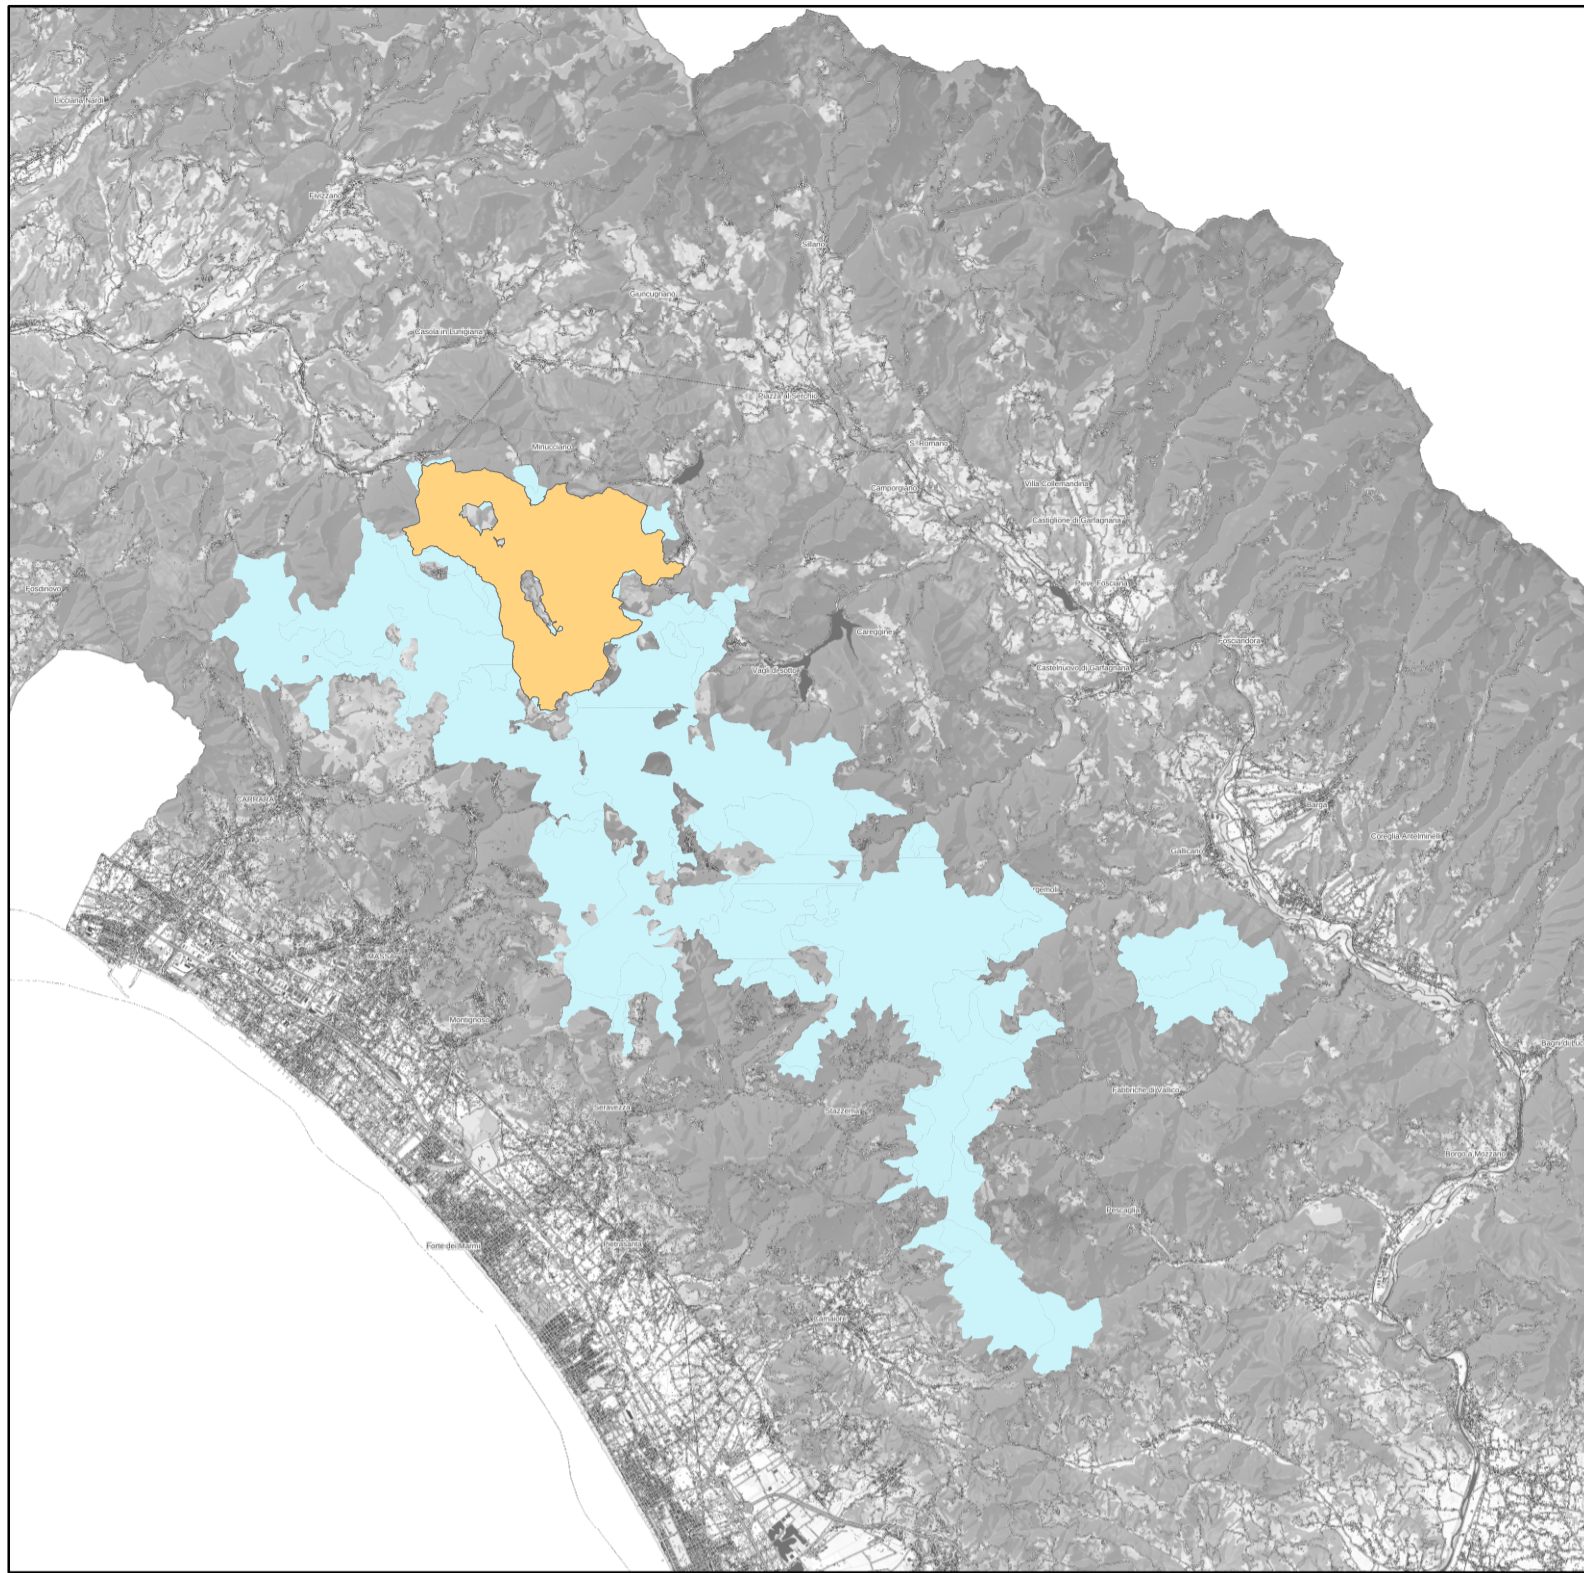 Licciana Nardi
Fivizzano
Sillano
Giuncugnano
Casola in Lunigiana
Piazza al Serchio
Minucciano
S. Romano
Camporgiano
Villa Collemandina
Castiglione di Garfagnana
Fosdinovo
Pieve Fosciana
Careggine
Fosciandora
Vagli di sotto
Castelnuovo di Garfagnana
CARRARA
Barga
Coreglia Antelminelli
Gallicano
rgemoli
MASSA
Montignoso
Bagni di Luc
Fabbriche di Vallico
Seravezza
Stazzema
Borgo a Mozzano
Pescaglia
Forte dei Marmi
Pietrasanta
Camaiore